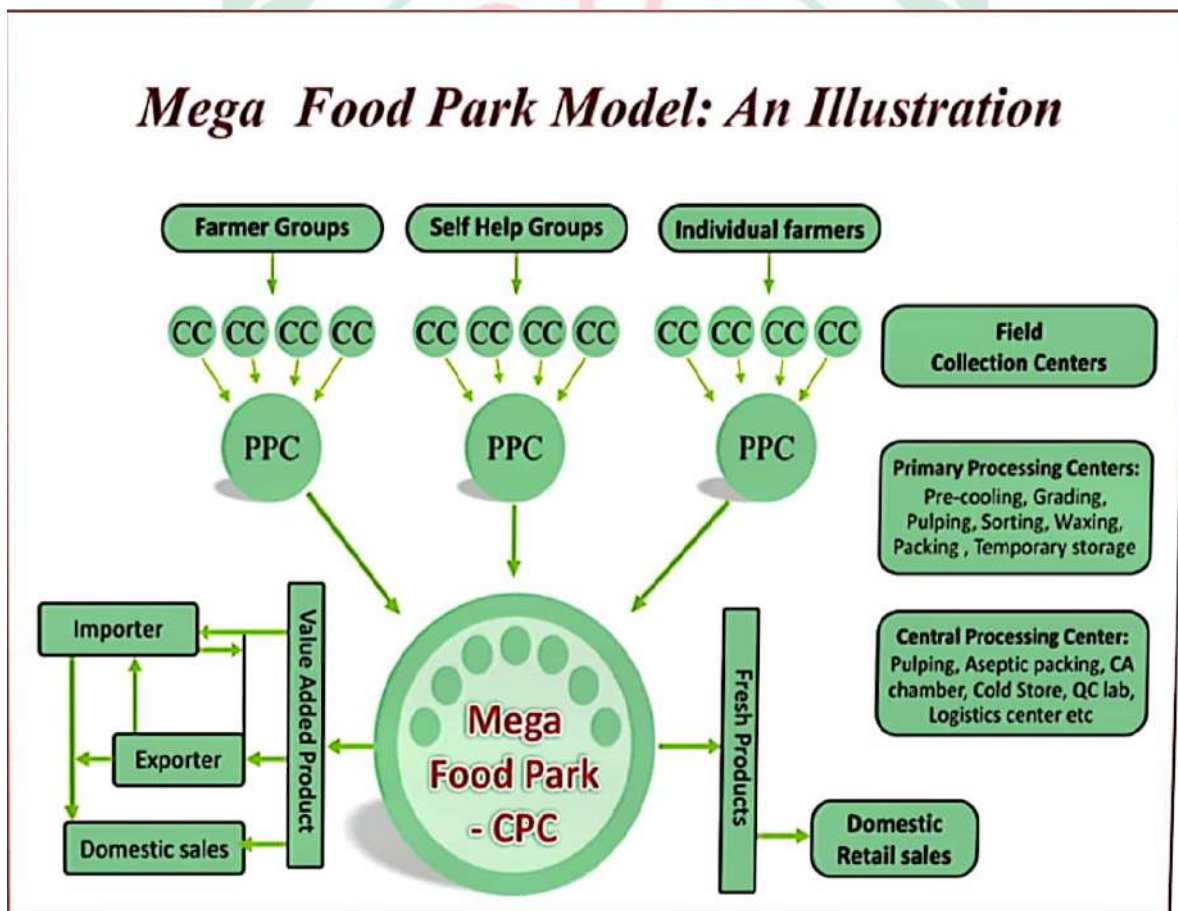 Mega Food Park Model: An Illustration
Farmer Groups
Self Help Groups
Individual farmers
CC CC CC CC
CC CC CC CC
CC CC CC CC
Field
Collection Centers
PPC
PPC
PPC
Primary Processing Centers:
Pre-cooling, Grading,
Pulping, Sorting, Waxing,
Packing , Temporary storage
Importer
Exporter
Domestic sales
Value Added Product
Mega
Food Park
- CPC
Fresh Products
Central Processing Center:
Pulping, Aseptic packing, CA
chamber, Cold Store, QC lab,
Logistics center etc
Domestic
Retail sales